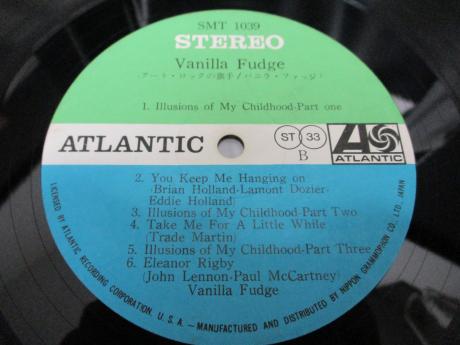 SMT 1039
STEREO
Vanilla Fudge
(アート・ロックの旗手/バニラ・ファッジ)
1. Illusions of My Childhood-Part one
ATLANTIC
ST 33
B
ATLANTIC
2. You Keep Me Hanging on
(Brian Holland-Lamont Dozier-
Eddie Holland)
3. Illusions of My Childhood-Part Two
4. Take Me For A Little While
(Trade Martin)
5. Illusions of My Childhood-Part Three
6. Eleanor Rigby
(John Lennon-Paul McCartney)
Vanilla Fudge
LICENSED BY ATLANTIC RECORDING CORPORATION, U.S.A.-MANUFACTURED AND DISTRIBUTED BY NIPPON GRAMMOPHON CO., LTD. JAPAN